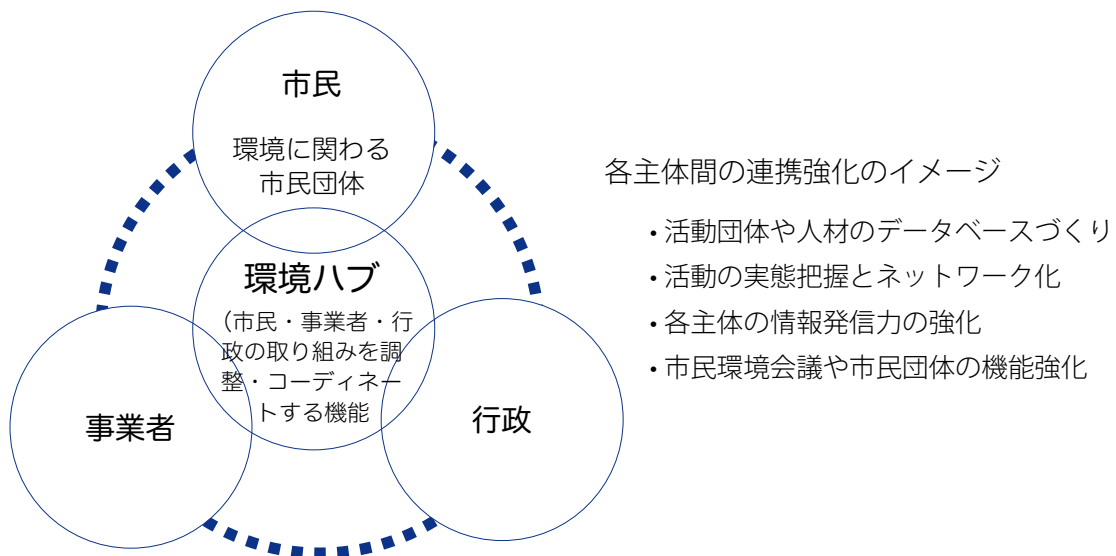 市民
環境に関わる
市民団体
環境ハブ
（市民・事業者・行
政の取り組みを調
整・コーディネー
トする機能
事業者
行政
各主体間の連携強化のイメージ
・活動団体や人材のデータベースづくり
・活動の実態把握とネットワーク化
・各主体の情報発信力の強化
・市民環境会議や市民団体の機能強化